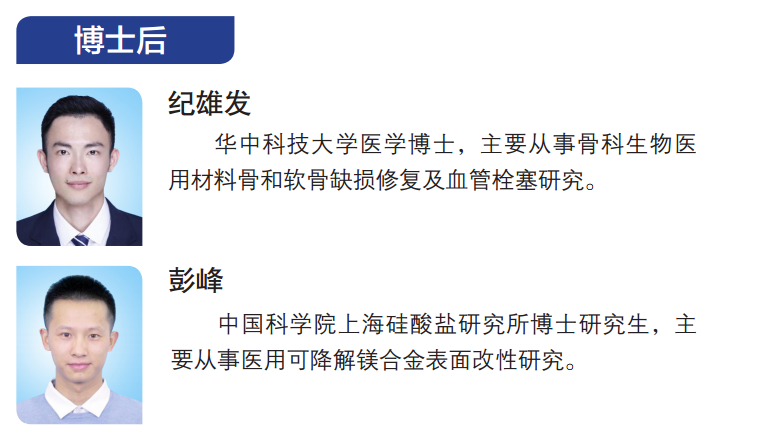 博士后
纪雄发
华中科技大学医学博士，主要从事骨科生物医
用材料骨和软骨缺损修复及血管栓塞研究。
彭峰
中国科学院上海硅酸盐研究所博士研究生，主
要从事医用可降解镁合金表面改性研究。